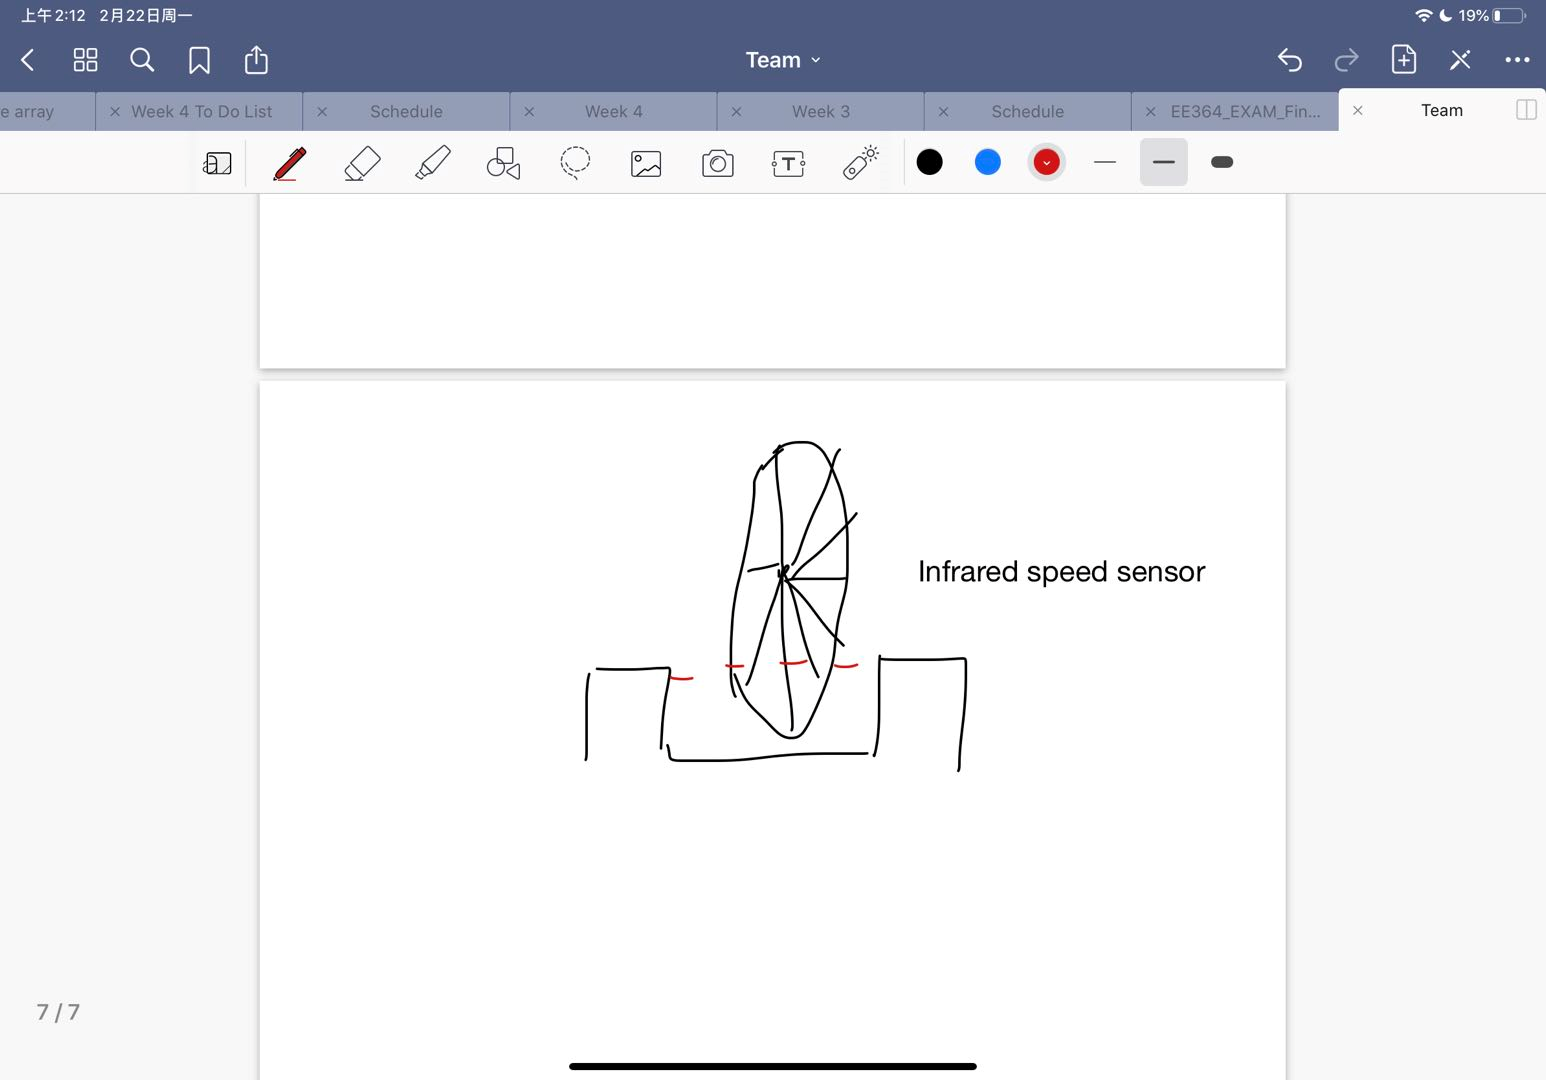 上午2:12 2月22日周一
19%
Team
e array
Week 4 To Do List
Schedule
Week 4
Week 3
Schedule
EE364_EXAM_Fin...
Team
T
Infrared speed sensor
7 / 7